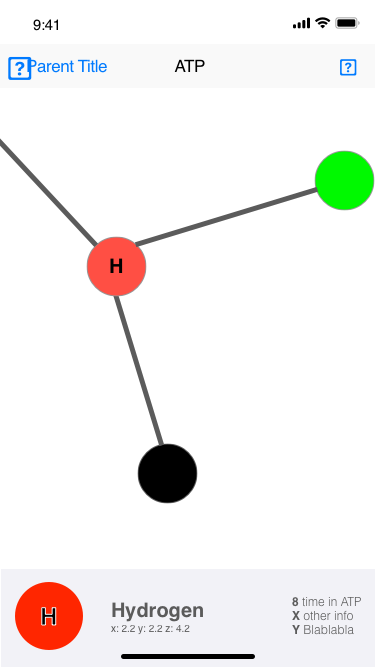 9:41
Parent Title
ATP
H
H
Hydrogen
x: 2.2 y: 2.2 z: 4.2
8 time in ATP
X other info
Y Blablabla